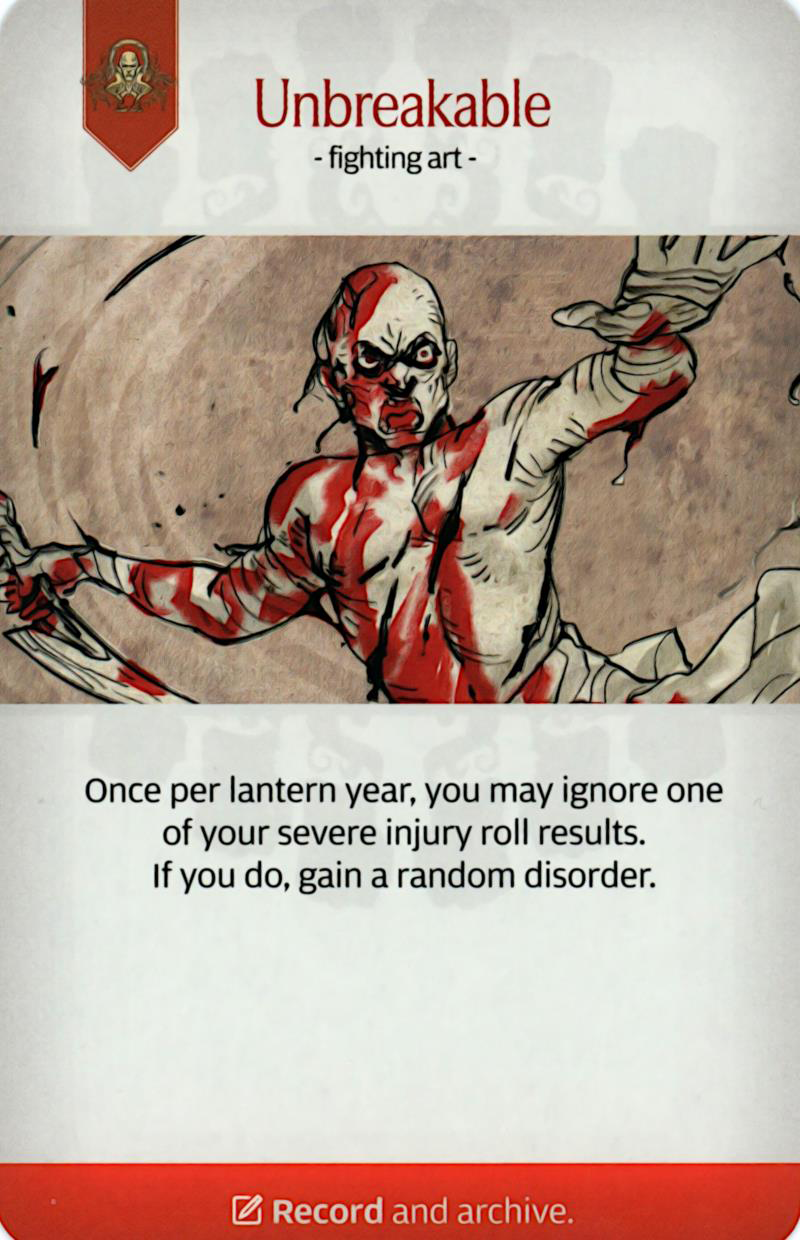 Unbreakable
- fighting art -
Once per lantern year, you may ignore one
of your severe injury roll results.
If you do, gain a random disorder.
Record and archive.